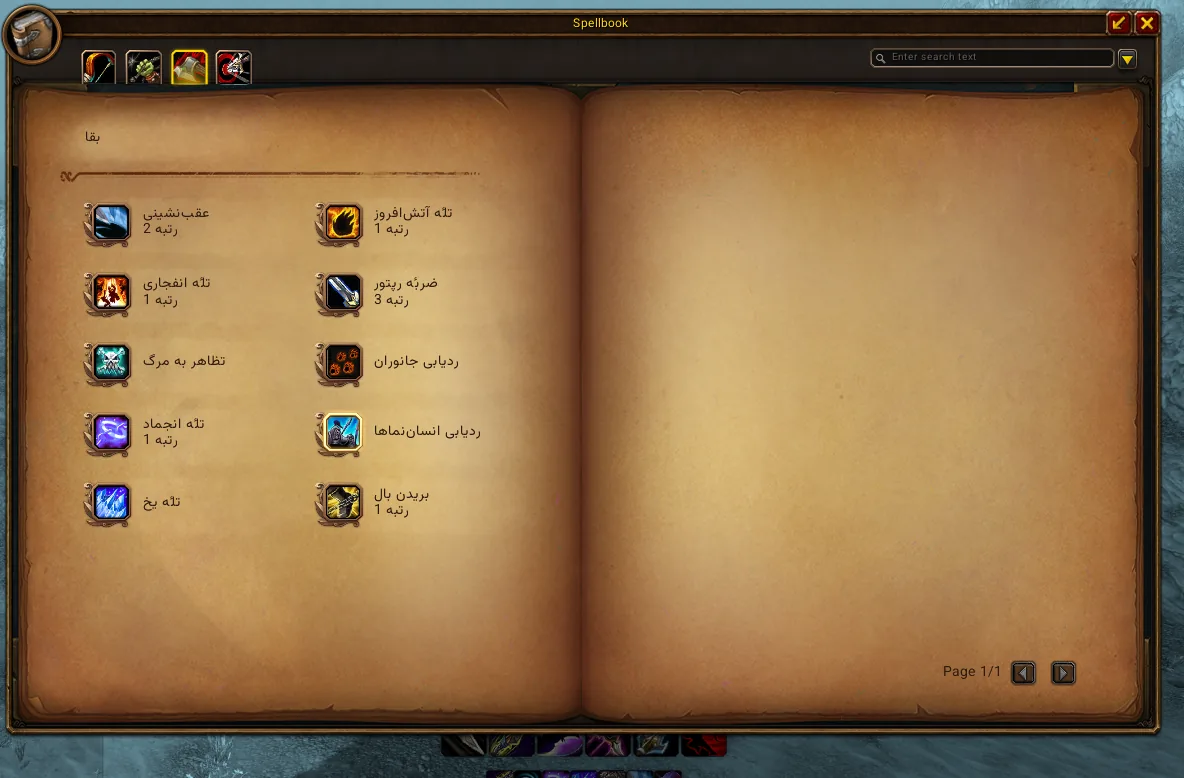 Spellbook
Enter search text
بقا
عقب‌نشینی
رتبه 2
تلهٔ آتش‌افروز
رتبه 1
تلهٔ انفجاری
رتبه 1
ضربهٔ رپتور
رتبه 3
تظاهر به مرگ
ردیابی جانوران
تلهٔ انجماد
رتبه 1
ردیابی انسان‌نماها
تلهٔ یخ
بریدن بال
رتبه 1
Page 1/1